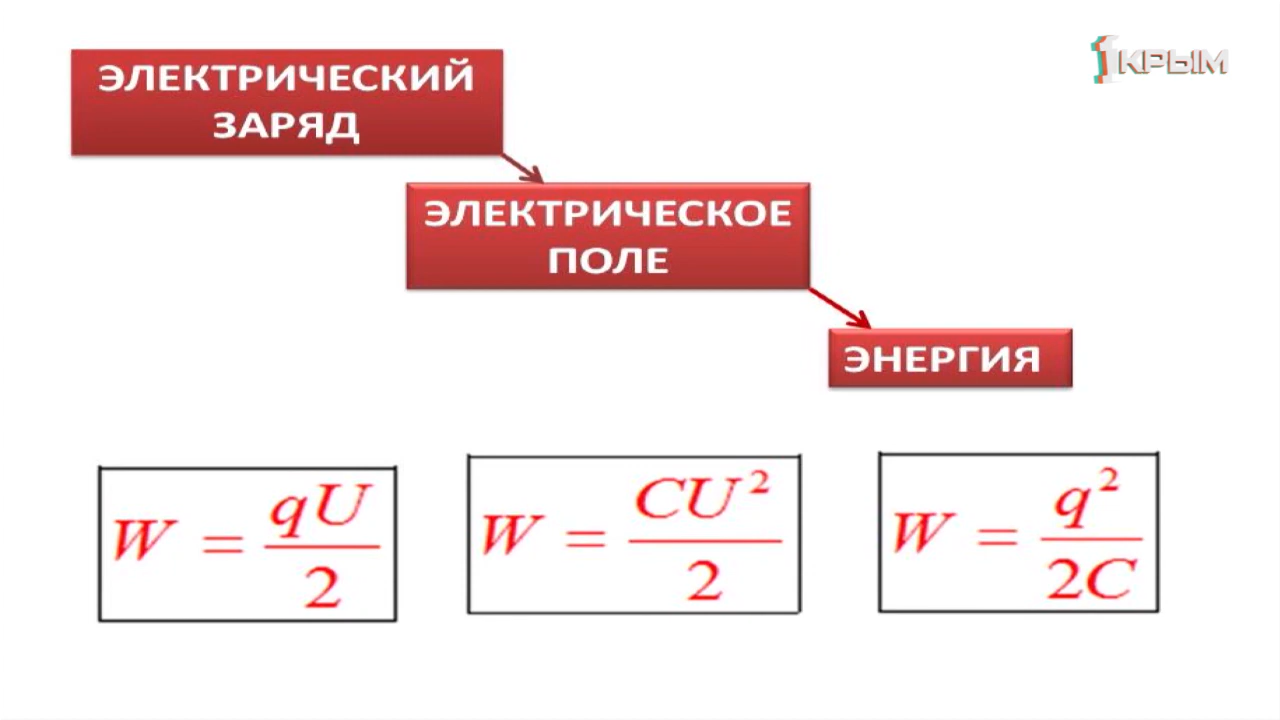 1КРЫМ
ЭЛЕКТРИЧЕСКИЙ
ЗАРЯД
ЭЛЕКТРИЧЕСКОЕ
ПОЛЕ
ЭНЕРГИЯ
W = qU/2
W = CU²/2
W = q²/2C